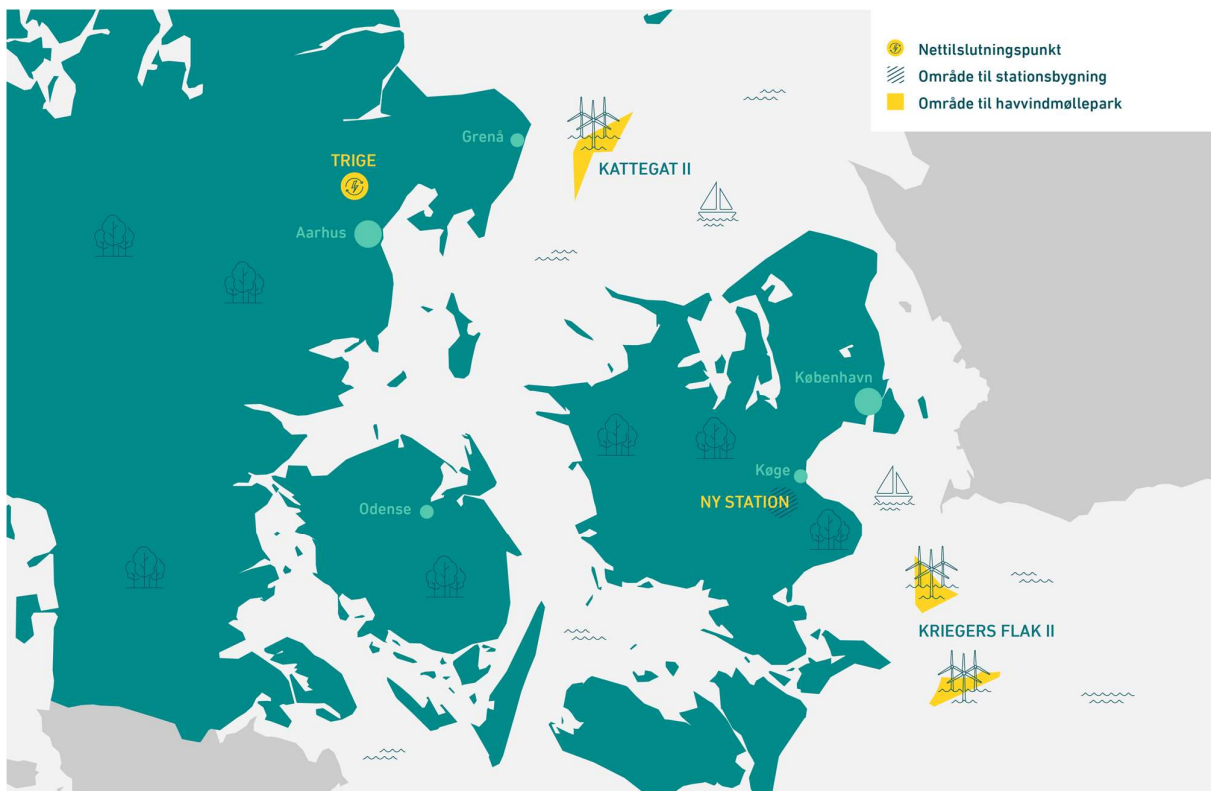 Nettilslutningspunkt
Område til stationsbygning
Område til havvindmøllepark
Grenå
TRIGE
KATTEGAT II
Aarhus
København
Køge
NY STATION
Odense
KRIEGERS FLAK II